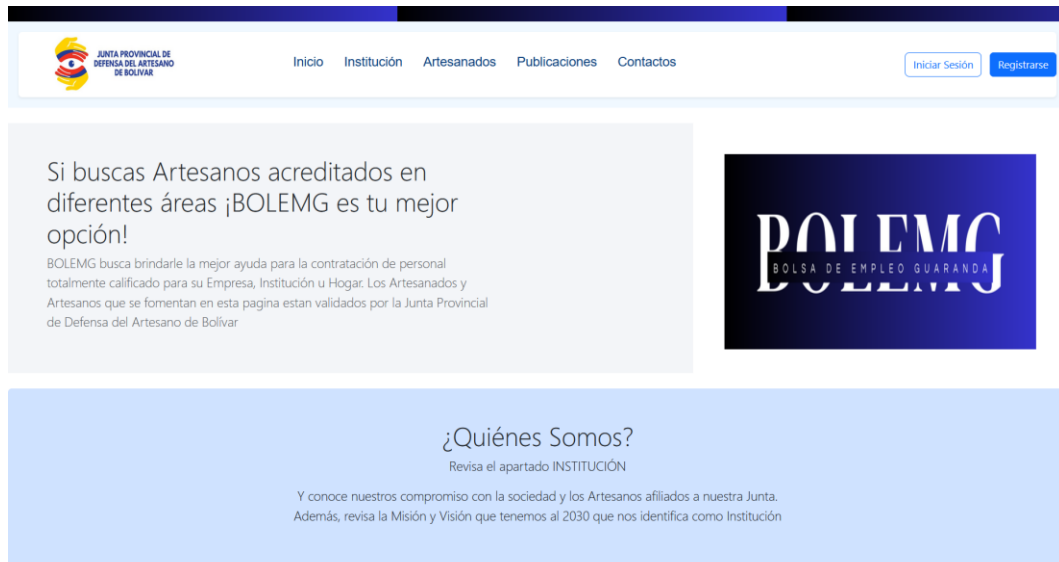 JUNTA PROVINCIAL DE
DEFENSA DEL ARTESANO
DE BOLIVAR
Inicio Institución Artesanados Publicaciones Contactos
Iniciar Sesión Registrarse
Si buscas Artesanos acreditados en
diferentes áreas ¡BOLEMG es tu mejor
opción!
BOLEMG busca brindarle la mejor ayuda para la contratación de personal
totalmente calificado para su Empresa, Institución u Hogar. Los Artesanados y
Artesanos que se fomentan en esta pagina estan validados por la Junta Provincial
de Defensa del Artesano de Bolívar
BOLEMG
BOLSA DE EMPLEO GUARANDA
¿Quiénes Somos?
Revisa el apartado INSTITUCIÓN
Y conoce nuestros compromiso con la sociedad y los Artesanos afiliados a nuestra Junta.
Además, revisa la Misión y Visión que tenemos al 2030 que nos identifica como Institución